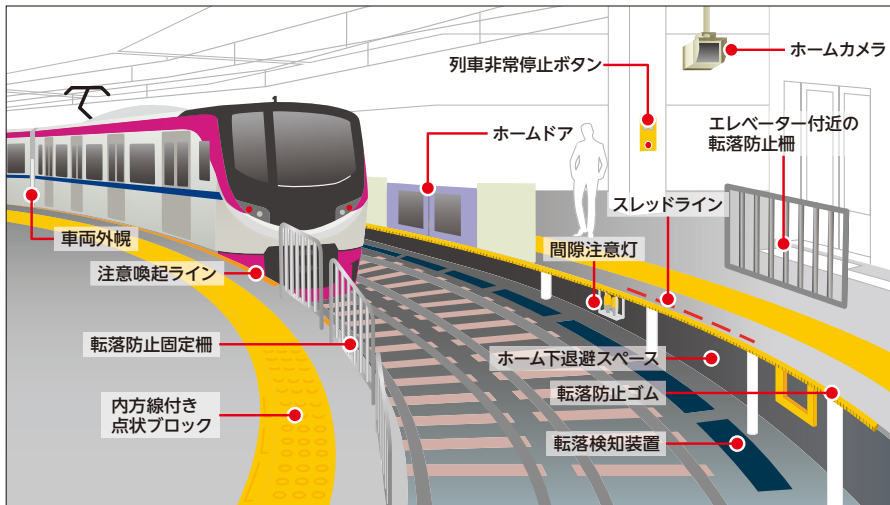 ホームカメラ
列車非常停止ボタン
エレベーター付近の
転落防止柵
ホームドア
スレッドライン
車両外幌
間隙注意灯
注意喚起ライン
転落防止固定柵
ホーム下退避スペース
転落防止ゴム
内方線付き
点状ブロック
転落検知装置